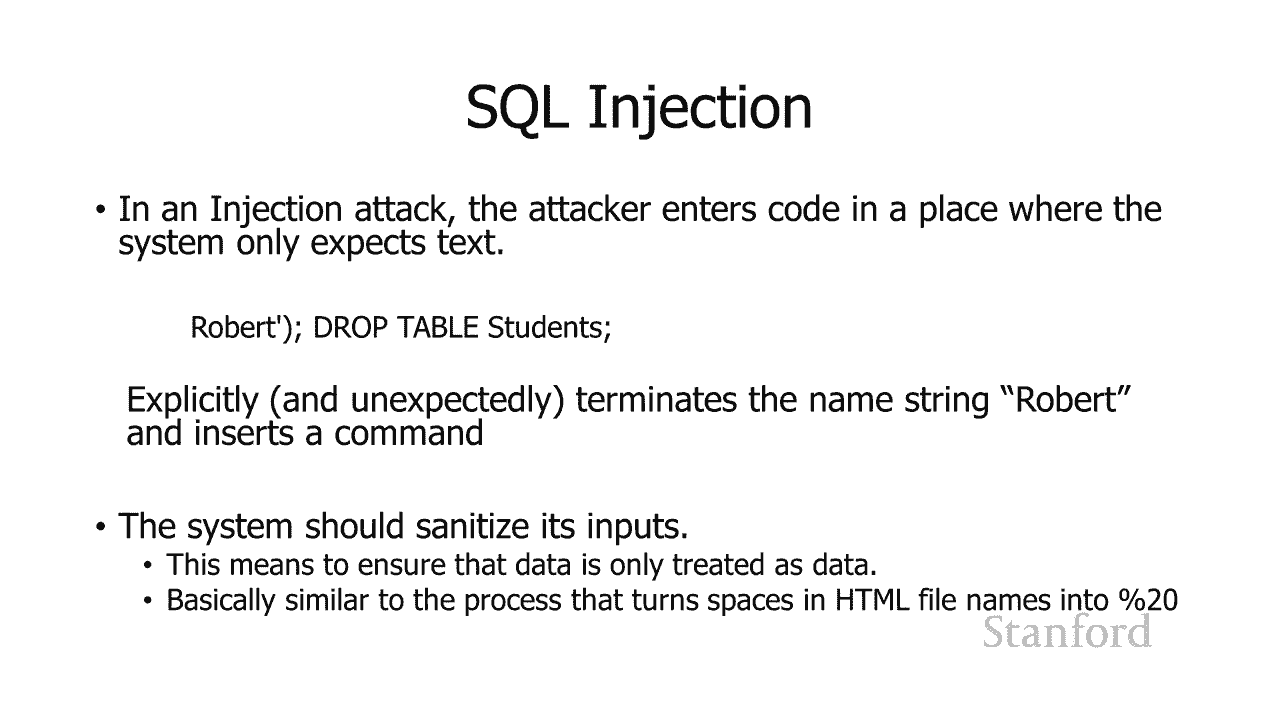 SQL Injection
• In an Injection attack, the attacker enters code in a place where the
system only expects text.
Robert'); DROP TABLE Students;
Explicitly (and unexpectedly) terminates the name string “Robert”
and inserts a command
• The system should sanitize its inputs.
• This means to ensure that data is only treated as data.
• Basically similar to the process that turns spaces in HTML file names into %20
Stanford